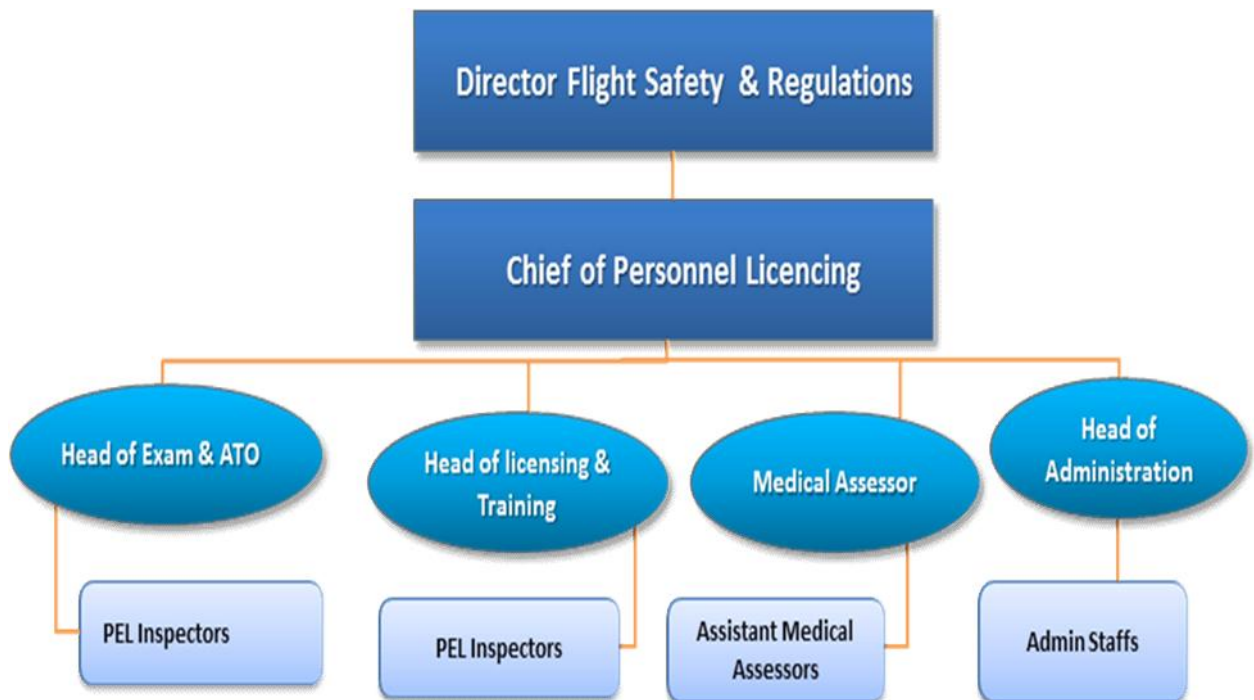 Director Flight Safety & Regulations
Chief of Personnel Licencing
Head of Exam & ATO
Head of licensing &
Training
Medical Assessor
Head of
Administration
PEL Inspectors
PEL Inspectors
Assistant Medical
Assessors
Admin Staffs